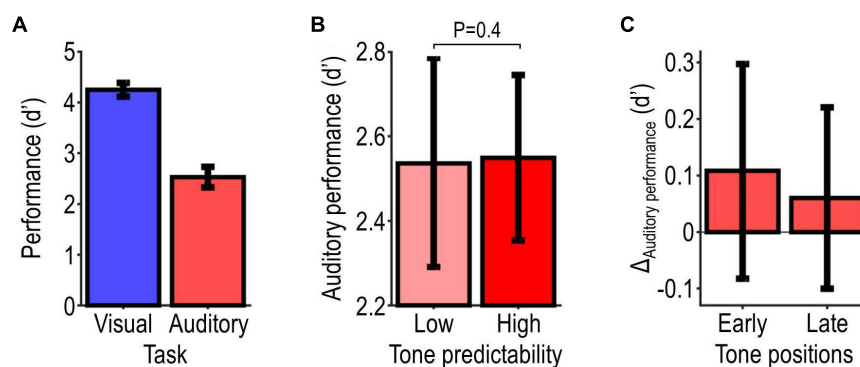 A
Performance (d')
5
4
3
2
1
0
Visual Auditory
Task
B
P=0.4
Auditory performance (d')
2.8
2.6
2.4
2.2
Low High
Tone predictability
C
ΔAuditory performance (d')
0.3
0.2
0.1
0
-0.1
Early Late
Tone positions